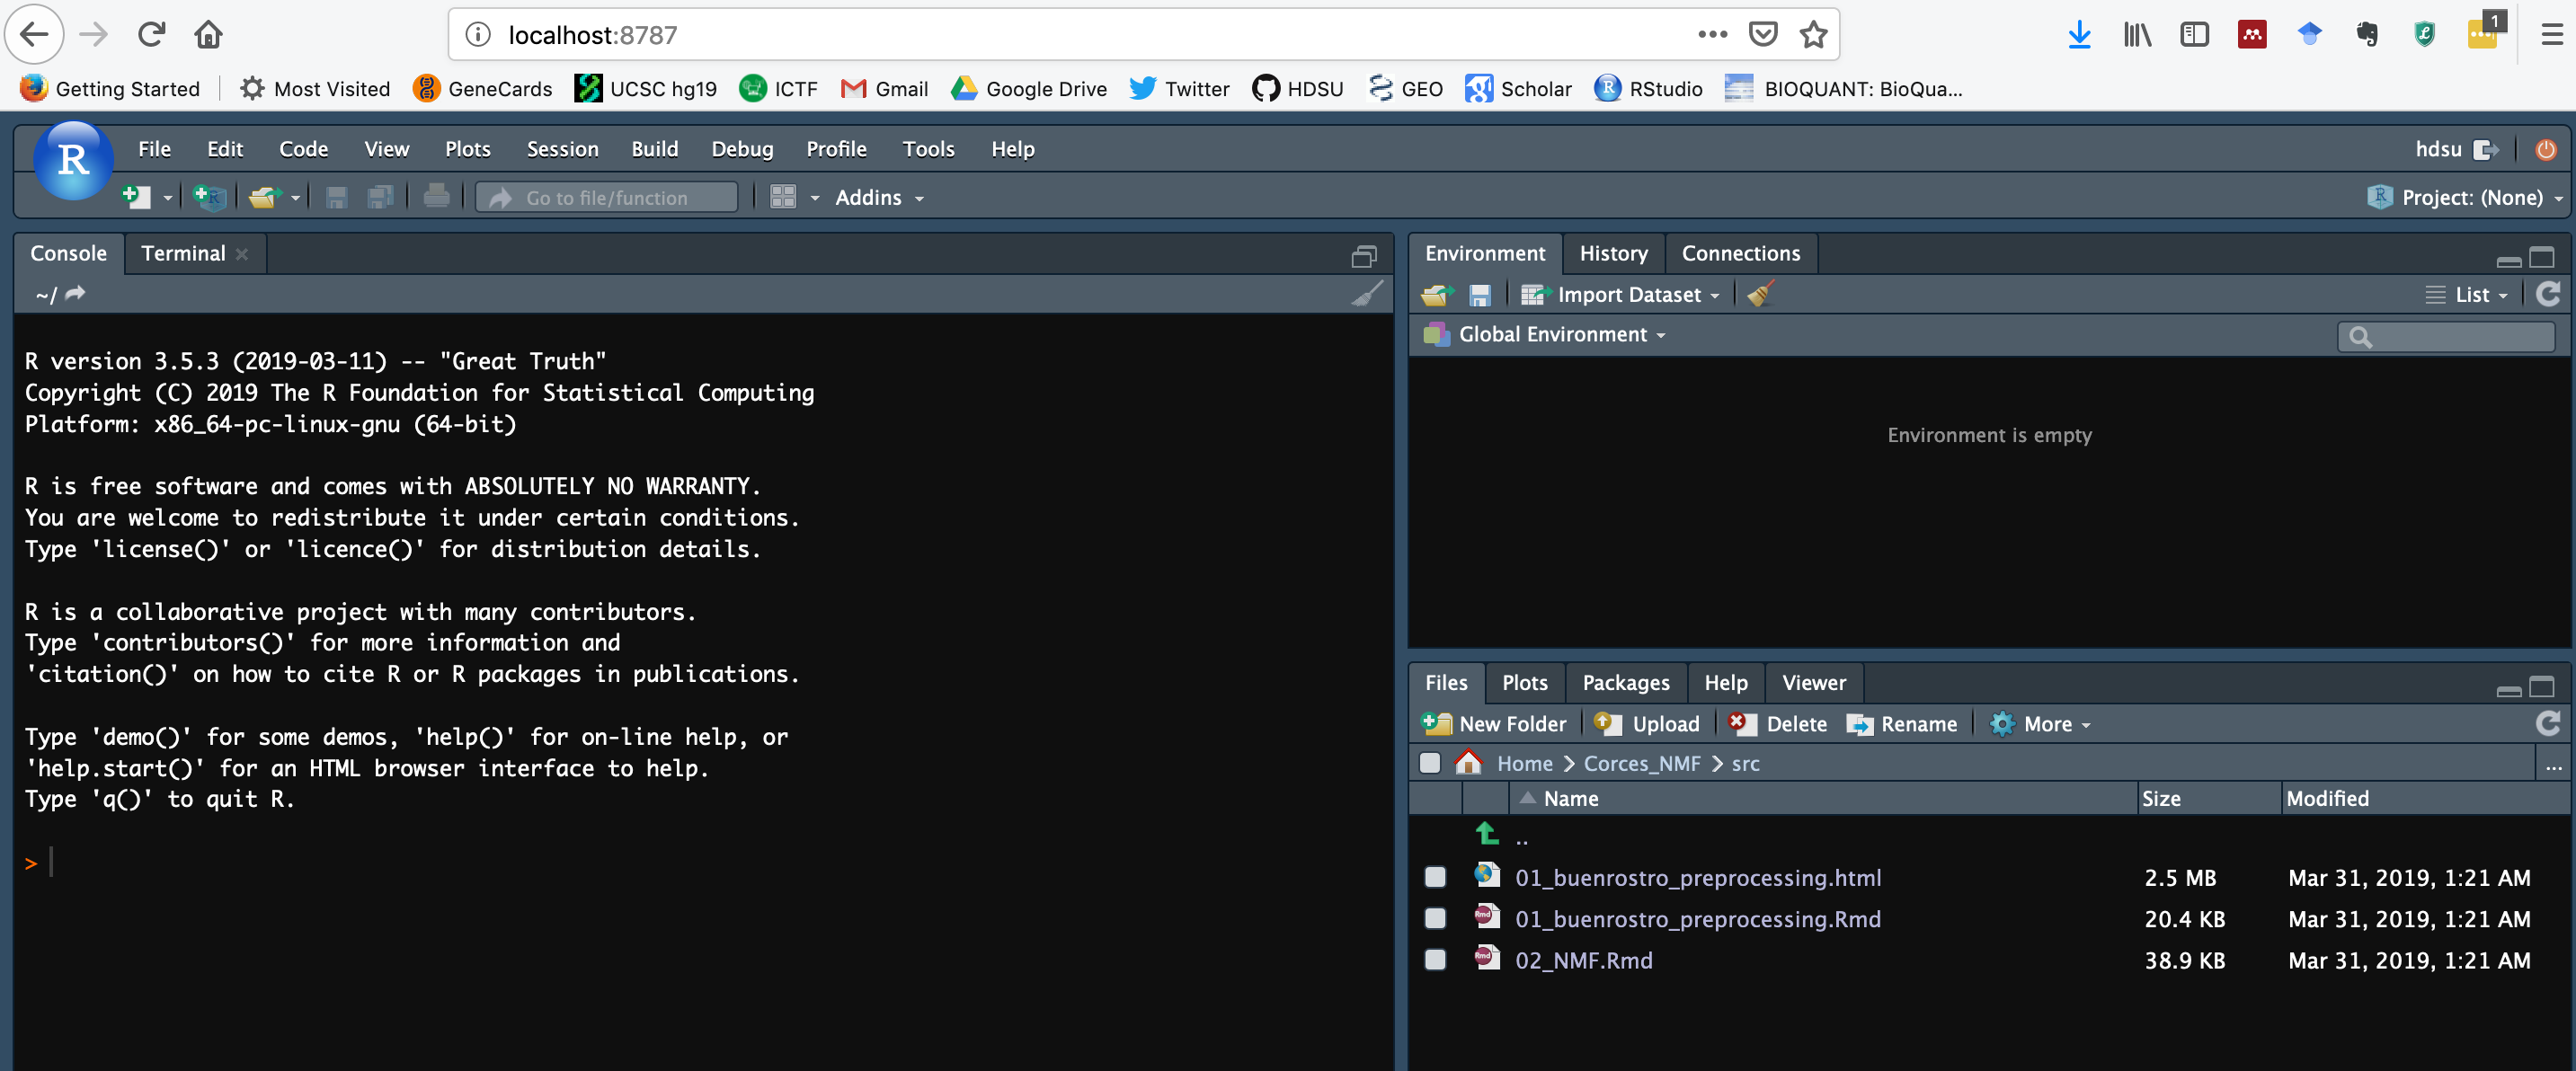 localhost:8787
1
Getting Started Most Visited GeneCards UCSC hg19 ICTF Gmail Google Drive Twitter HDSU GEO Scholar RStudio BIOQUANT: BioQua...
R File Edit Code View Plots Session Build Debug Profile Tools Help hdsu
Go to file/function Addins Project: (None)
Console Terminal
~/
R version 3.5.3 (2019-03-11) -- "Great Truth"
Copyright (C) 2019 The R Foundation for Statistical Computing
Platform: x86_64-pc-linux-gnu (64-bit)
R is free software and comes with ABSOLUTELY NO WARRANTY.
You are welcome to redistribute it under certain conditions.
Type 'license()' or 'licence()' for distribution details.
R is a collaborative project with many contributors.
Type 'contributors()' for more information and
'citation()' on how to cite R or R packages in publications.
Type 'demo()' for some demos, 'help()' for on-line help, or
'help.start()' for an HTML browser interface to help.
Type 'q()' to quit R.
>
Environment History Connections
Import Dataset List
Global Environment
Environment is empty
Files Plots Packages Help Viewer
New Folder Upload Delete Rename More
Home Corces_NMF src ...
Name Size Modified
..
01_buenrostro_preprocessing.html 2.5 MB Mar 31, 2019, 1:21 AM
01_buenrostro_preprocessing.Rmd 20.4 KB Mar 31, 2019, 1:21 AM
02_NMF.Rmd 38.9 KB Mar 31, 2019, 1:21 AM